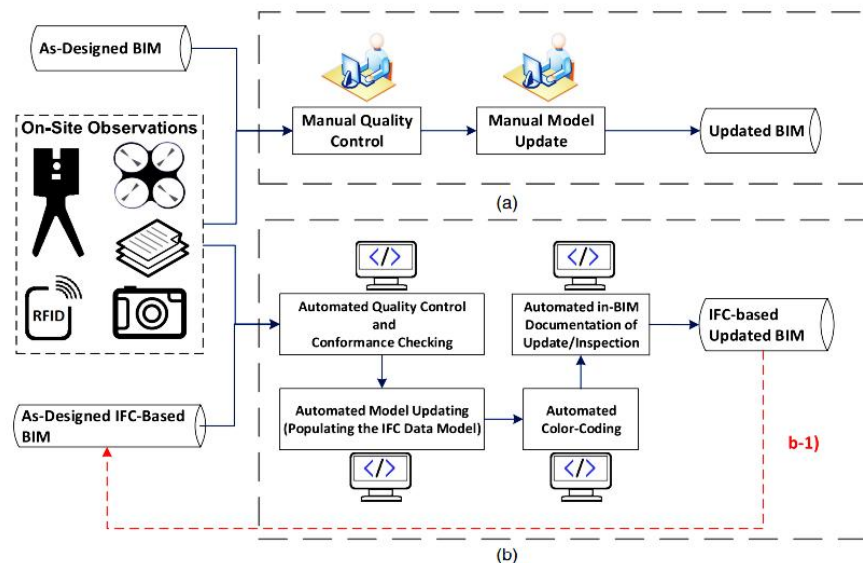 As-Designed BIM
On-Site Observations
RFID
As-Designed IFC-Based
BIM
Manual Quality
Control
Manual Model
Update
Updated BIM
(a)
</>
</>
Automated Quality Control
and
Conformance Checking
Automated in-BIM
Documentation of
Update/Inspection
IFC-based
Updated BIM
Automated Model Updating
(Populating the IFC Data Model)
Automated
Color-Coding
b-1)
</>
</>
(b)